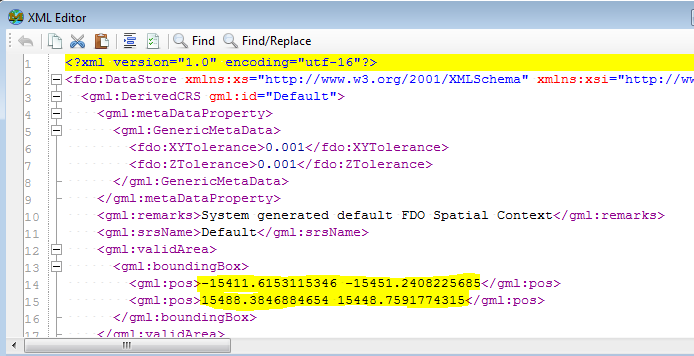 XML Editor
Find Find/Replace
1 <?xml version="1.0" encoding="utf-16"?>
2 <fdo:DataStore xmlns:xs="http://www.w3.org/2001/XMLSchema" xmlns:xsi="http://ww
3 <gml:DerivedCRS gml:id="Default">
4 <gml:metaDataProperty>
5 <gml:GenericMetaData>
6 <fdo:XYTolerance>0.001</fdo:XYTolerance>
7 <fdo:ZTolerance>0.001</fdo:ZTolerance>
8 </gml:GenericMetaData>
9 </gml:metaDataProperty>
10 <gml:remarks>System generated default FDO Spatial Context</gml:remarks>
11 <gml:srsName>Default</gml:srsName>
12 <gml:validArea>
13 <gml:boundingBox>
14 <gml:pos>-15411.6153115346 -15451.2408225685</gml:pos>
15 <gml:pos>15488.3846884654 15448.7591774315</gml:pos>
16 </gml:boundingBox>
17 </gml:validArea>